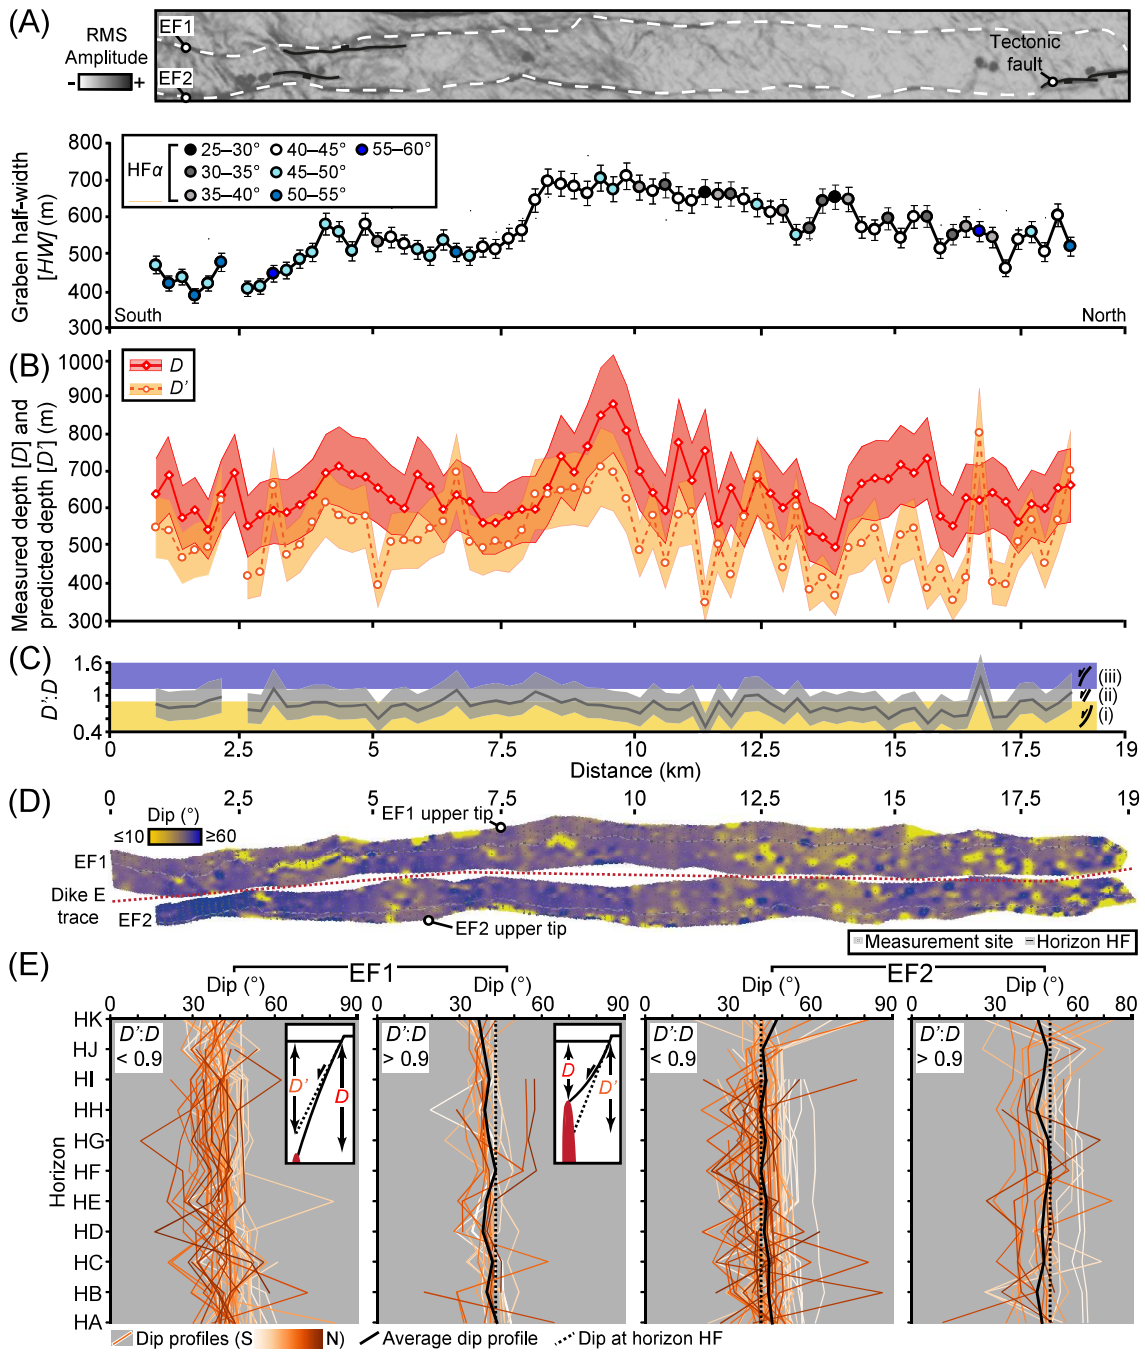 (A)
EF1
RMS
Amplitude
- +
EF2
Tectonic
fault
Graben half-width
[HW] (m)
800
700
600
500
400
300
HFα
25–30°
40–45°
55–60°
30–35°
45–50°
35–40°
50–55°
South
North
(B)
Measured depth [D] and
predicted depth [D'] (m)
1000
900
800
700
600
500
400
300
D
D'
(C)
D':D
1.6
1
0.4
(iii)
(ii)
(i)
0 2.5 5 7.5 10 12.5 15 17.5 19
Distance (km)
(D)
0 2.5 5 7.5 10 12.5 15 17.5 19
Dip (°)
≤10 ≥60
EF1 upper tip
EF1
Dike E
trace
EF2
EF2 upper tip
Measurement site Horizon HF
(E)
EF1 EF2
Dip (°) Dip (°) Dip (°) Dip (°)
0 30 60 90 0 30 60 90 0 30 60 90 0 30 60 80
Horizon
HK
HJ
HI
HH
HG
HF
HE
HD
HC
HB
HA
D':D
< 0.9
D'
D
D':D
> 0.9
D
D'
D':D
< 0.9
D':D
> 0.9
Dip profiles (S N) Average dip profile Dip at horizon HF